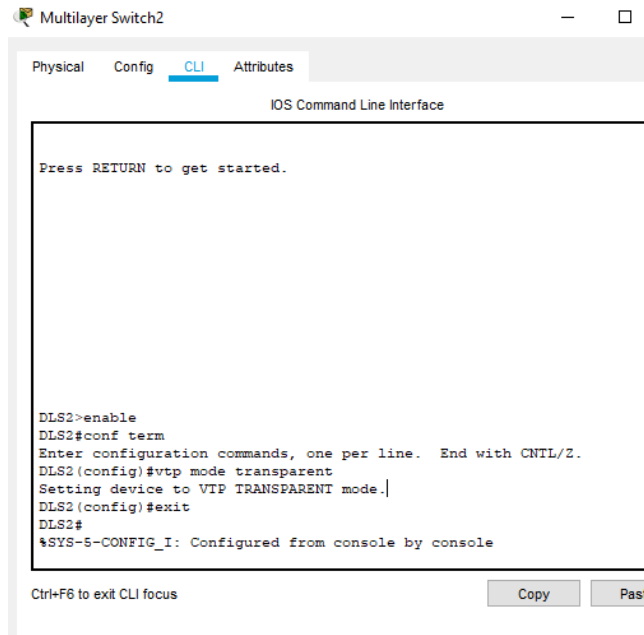 Multilayer Switch2
Physical Config CLI Attributes
IOS Command Line Interface
Press RETURN to get started.
DLS2>enable
DLS2#conf term
Enter configuration commands, one per line.  End with CNTL/Z.
DLS2(config)#vtp mode transparent
Setting device to VTP TRANSPARENT mode.
DLS2(config)#exit
DLS2#
%SYS-5-CONFIG_I: Configured from console by console
Ctrl+F6 to exit CLI focus
Copy Pas